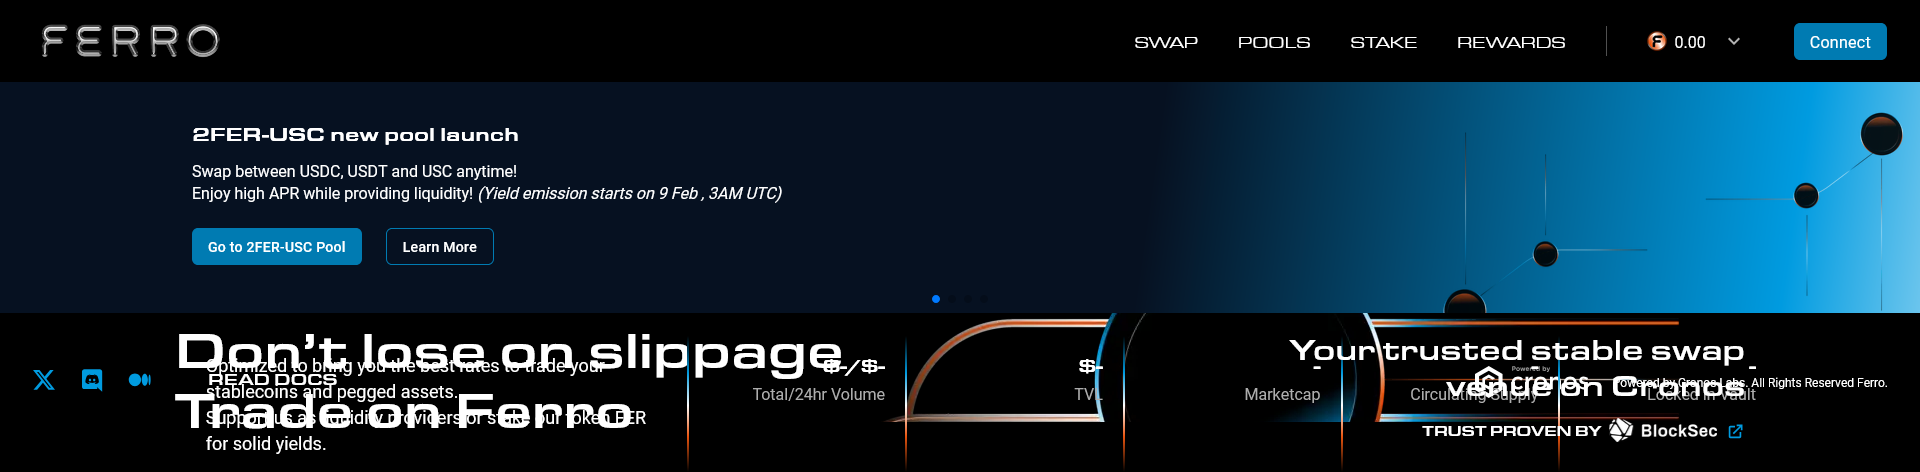 FERRO
SWAP POOLS STAKE REWARDS 0.00 Connect
2FER-USC new pool launch
Swap between USDC, USDT and USC anytime!
Enjoy high APR while providing liquidity! (Yield emission starts on 9 Feb , 3AM UTC)
Go to 2FER-USC Pool Learn More
Don't lose on slippage
Trade on Ferro
Optimized to bring you the best rates to trade your
stablecoins and pegged assets.
Support us as liquidity providers or stake our token FER
for solid yields.
READ DOCS
$-/$-
Total/24hr Volume
$-
TVL
-
Marketcap
-
Circulating Supply
-
Locked in Vault
Your trusted stable swap
venue on Cronos
Powered by
cronos
Powered by Cronos Labs. All Rights Reserved Ferro.
TRUST PROVEN BY BlockSec